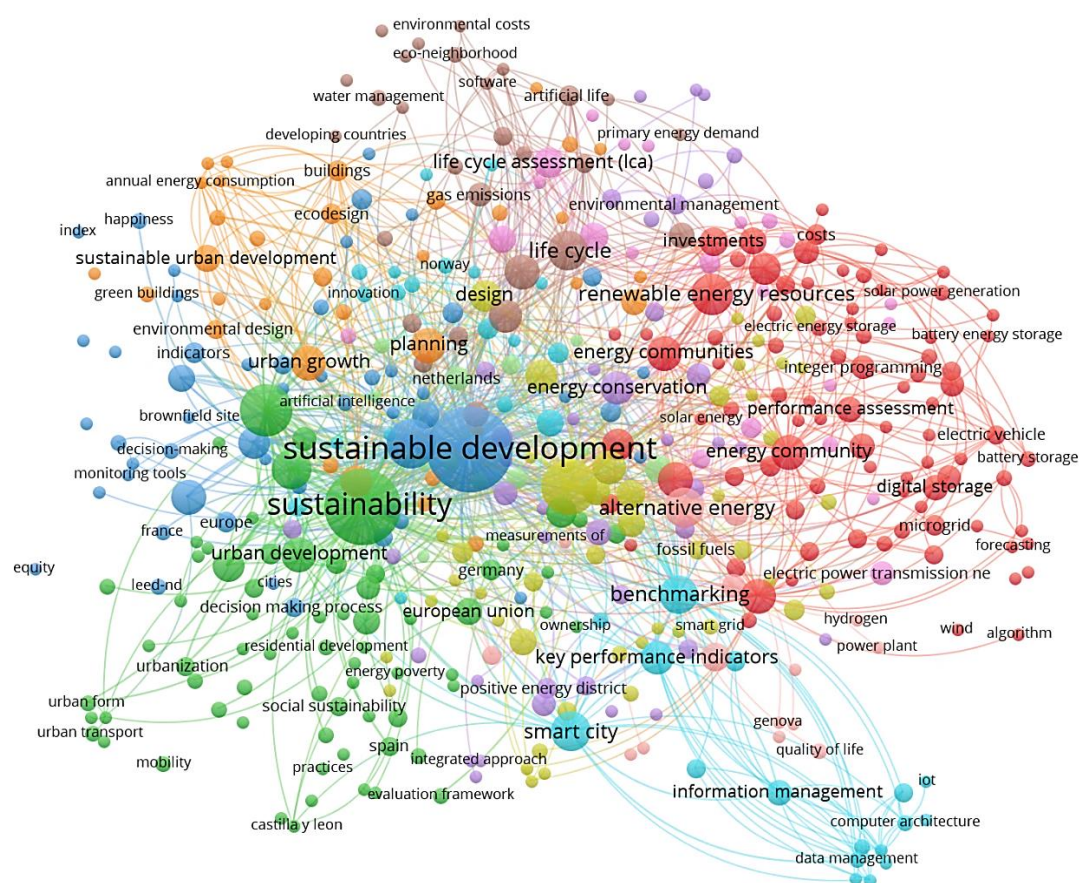 environmental costs
eco-neighborhood
software
water management
artificial life
developing countries
primary energy demand
life cycle assessment (lca)
buildings
annual energy consumption
gas emissions
environmental management
ecodesign
happiness
index
investments
costs
life cycle
sustainable urban development
norway
green buildings
innovation
design
renewable energy resources
solar power generation
environmental design
electric energy storage
battery energy storage
planning
indicators
urban growth
energy communities
integer programming
netherlands
energy conservation
artificial intelligence
brownfield site
solar energy
performance assessment
decision-making
sustainable development
energy community
electric vehicle
battery storage
monitoring tools
digital storage
sustainability
alternative energy
france
europe
microgrid
measurements of
urban development
fossil fuels
forecasting
equity
germany
electric power transmission ne
leed-nd
cities
benchmarking
decision making process
european union
ownership
smart grid
hydrogen
wind
algorithm
residential development
power plant
urbanization
energy poverty
key performance indicators
positive energy district
urban form
social sustainability
genova
urban transport
smart city
spain
quality of life
mobility
practices
integrated approach
iot
evaluation framework
information management
castilla y leon
computer architecture
data management